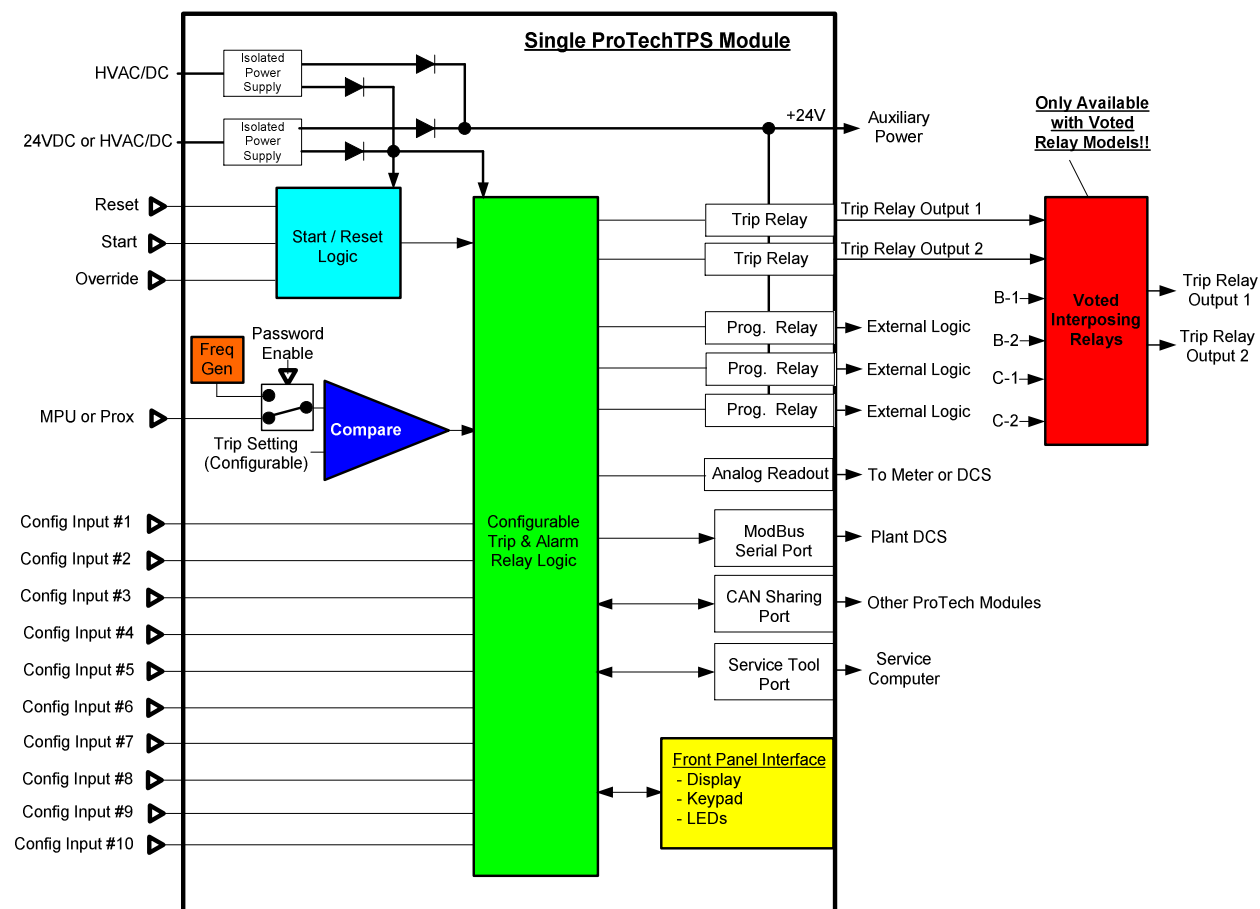 Single ProTechTPS Module
HVAC/DC
Isolated
Power
Supply
24VDC or HVAC/DC
Isolated
Power
Supply
+24V
Auxiliary
Power
Only Available
with Voted
Relay Models!!
Reset
Start
Override
Start / Reset
Logic
Trip Relay
Trip Relay Output 1
Trip Relay
Trip Relay Output 2
B-1
B-2
C-1
C-2
Voted
Interposing
Relays
Trip Relay
Output 1
Trip Relay
Output 2
Prog. Relay
External Logic
Prog. Relay
External Logic
Prog. Relay
External Logic
Freq
Gen
Password
Enable
MPU or Prox
Trip Setting
(Configurable)
Compare
Analog Readout
To Meter or DCS
Config Input #1
Config Input #2
Config Input #3
Config Input #4
Config Input #5
Config Input #6
Config Input #7
Config Input #8
Config Input #9
Config Input #10
Configurable
Trip & Alarm
Relay Logic
ModBus
Serial Port
Plant DCS
CAN Sharing
Port
Other ProTech Modules
Service Tool
Port
Service
Computer
Front Panel Interface
- Display
- Keypad
- LEDs